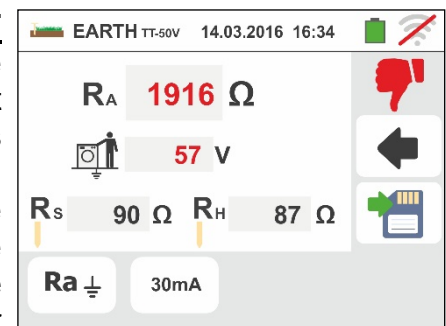 EARTH TT-50V 14.03.2016 16:34
RA 1916 Ω
57 V
Rs 90 Ω RH 87 Ω
Ra 30mA